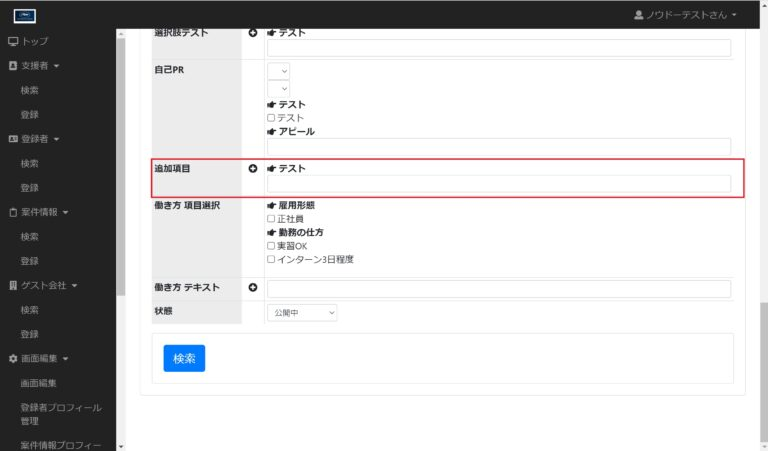 ノウドーテストさん
トップ
支援者
検索
登録
登録者
検索
登録
案件情報
検索
登録
ゲスト会社
検索
登録
画面編集
画面編集
登録者プロフィール
管理
案件情報プロフィー
選択肢テスト
テスト
自己PR
テスト
テスト
アピール
追加項目
テスト
働き方 項目選択
雇用形態
正社員
勤務の仕方
実習OK
インターン3日程度
働き方 テキスト
状態
公開中
検索